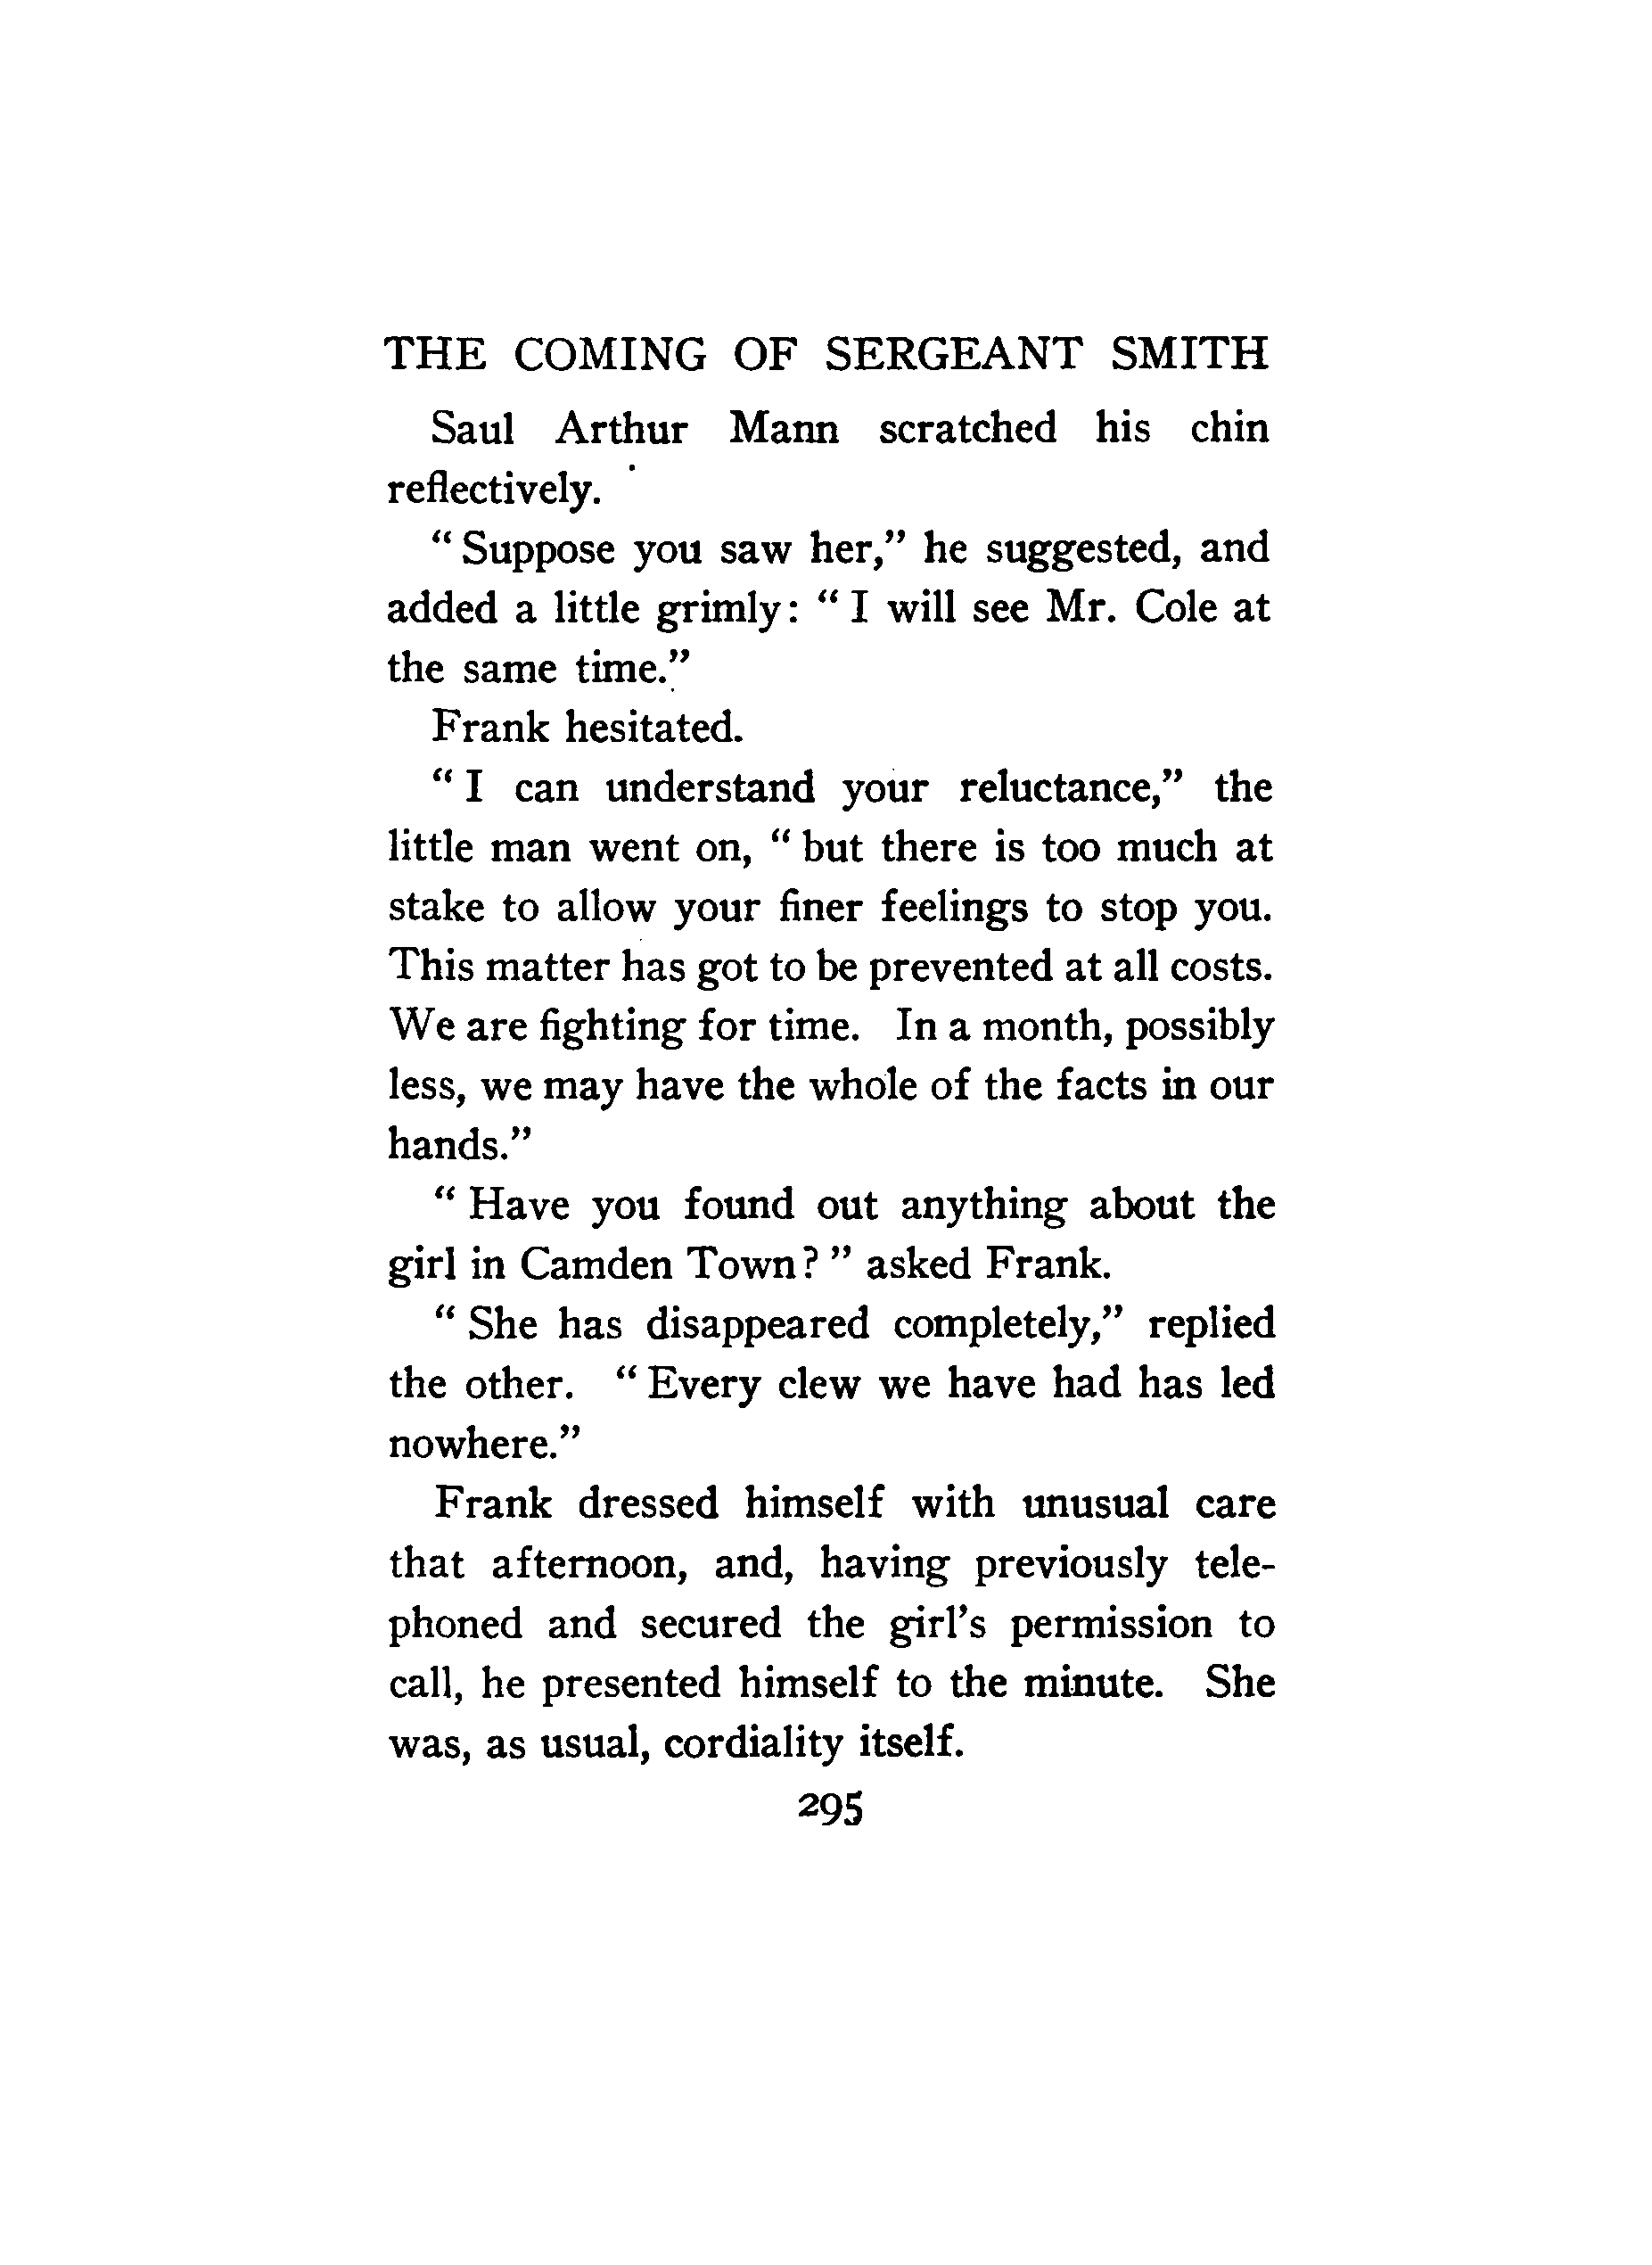 THE COMING OF SERGEANT SMITH
Saul Arthur Mann scratched his chin
reflectively.
" Suppose you saw her," he suggested, and
added a little grimly: " I will see Mr. Cole at
the same time."
Frank hesitated.
" I can understand your reluctance," the
little man went on, " but there is too much at
stake to allow your finer feelings to stop you.
This matter has got to be prevented at all costs.
We are fighting for time. In a month, possibly
less, we may have the whole of the facts in our
hands."
" Have you found out anything about the
girl in Camden Town? " asked Frank.
" She has disappeared completely," replied
the other. " Every clew we have had has led
nowhere."
Frank dressed himself with unusual care
that afternoon, and, having previously tele-
phoned and secured the girl's permission to
call, he presented himself to the minute. She
was, as usual, cordiality itself.
295